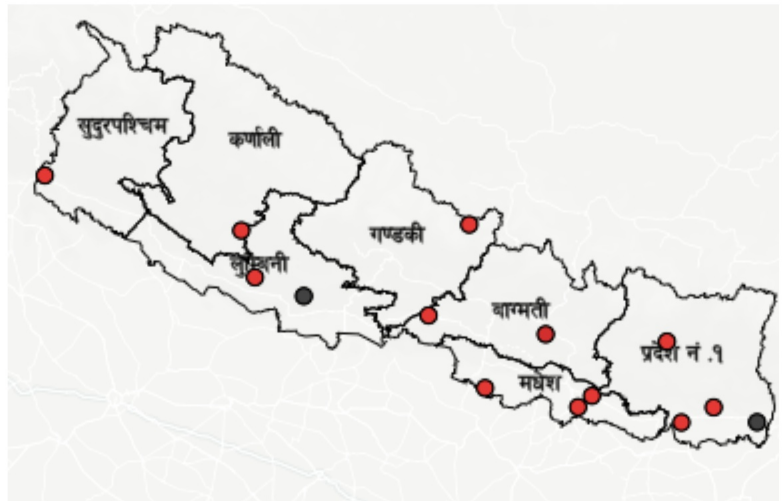 सुदुरपश्चिम
कर्णाली
गण्डकी
लुम्बिनी
बाग्मती
प्रदेश नं .१
मधेश